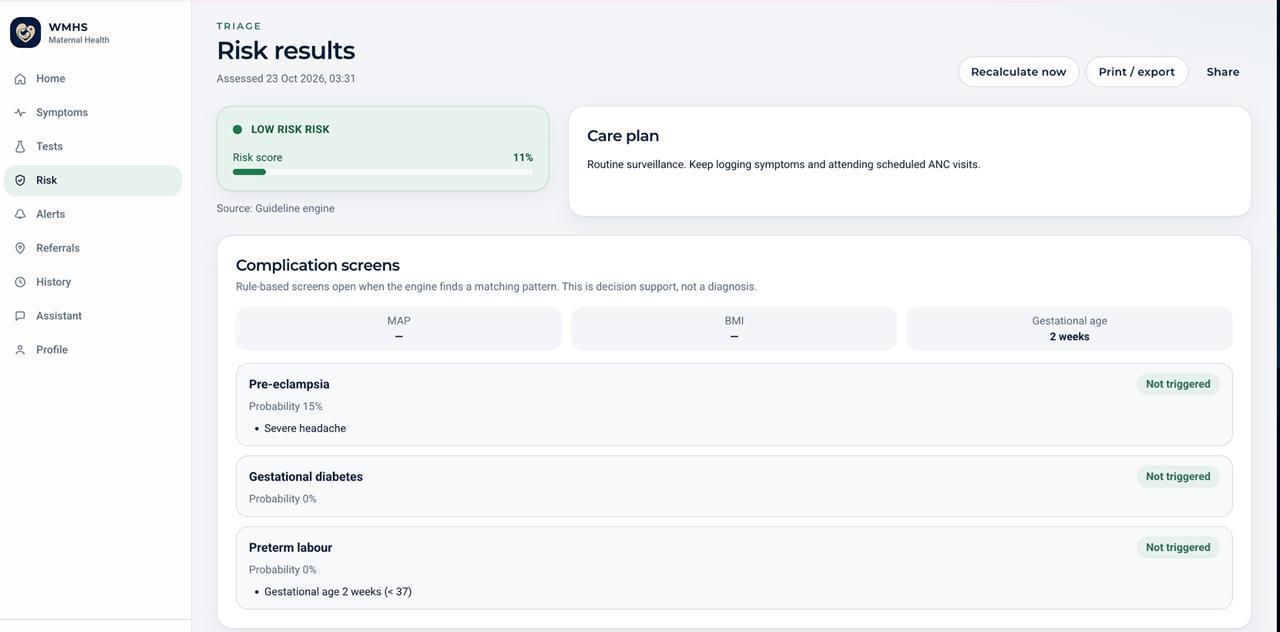 WMHS
Maternal Health
Home
Symptoms
Tests
Risk
Alerts
Referrals
History
Assistant
Profile
TRIAGE
Risk results
Assessed 23 Oct 2026, 03:31
Recalculate now
Print / export
Share
LOW RISK RISK
Risk score 11%
Source: Guideline engine
Care plan
Routine surveillance. Keep logging symptoms and attending scheduled ANC visits.
Complication screens
Rule-based screens open when the engine finds a matching pattern. This is decision support, not a diagnosis.
MAP
—
BMI
—
Gestational age
2 weeks
Pre-eclampsia
Not triggered
Probability 15%
• Severe headache
Gestational diabetes
Not triggered
Probability 0%
Preterm labour
Not triggered
Probability 0%
• Gestational age 2 weeks (< 37)